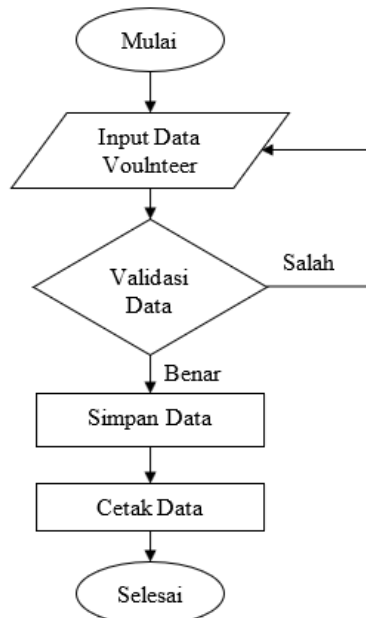 Mulai
Input Data
Voulnteer
Validasi
Data
Salah
Benar
Simpan Data
Cetak Data
Selesai